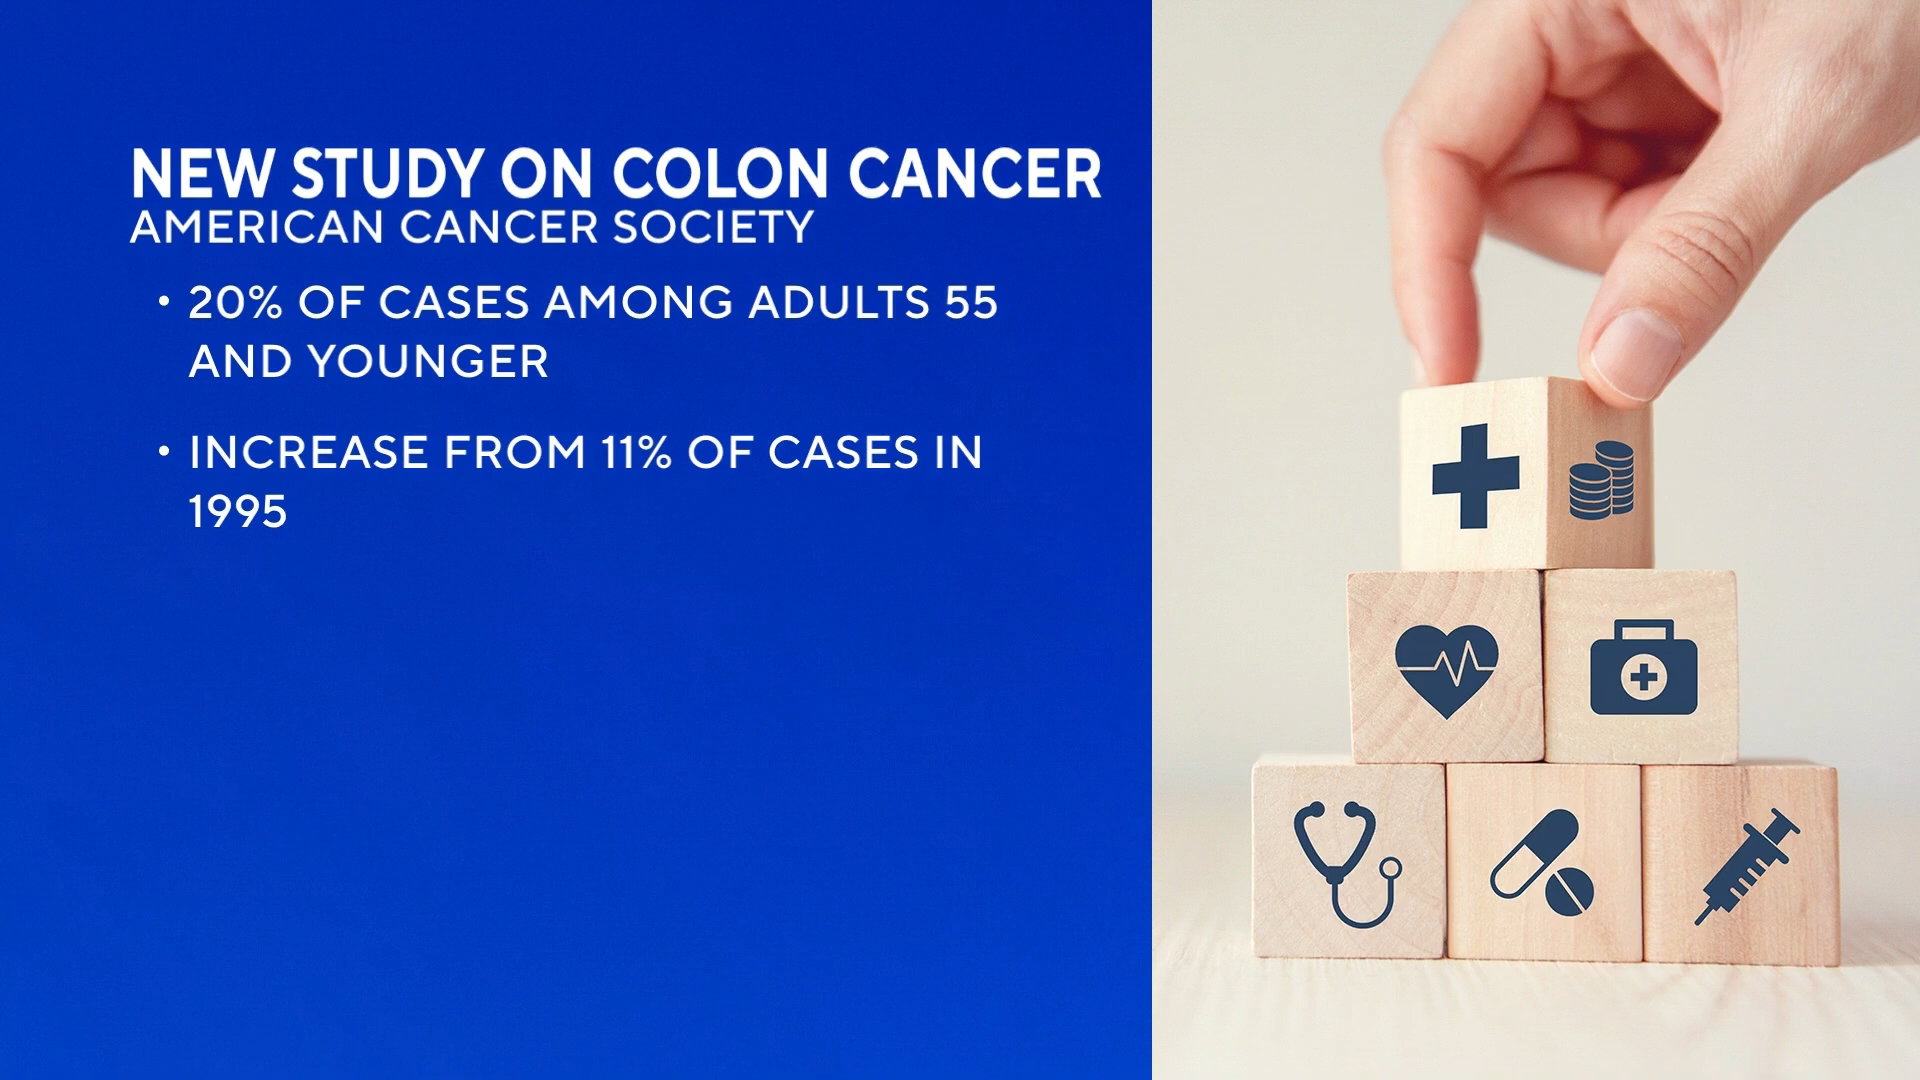 NEW STUDY ON COLON CANCER
AMERICAN CANCER SOCIETY
• 20% OF CASES AMONG ADULTS 55
AND YOUNGER
• INCREASE FROM 11% OF CASES IN
1995